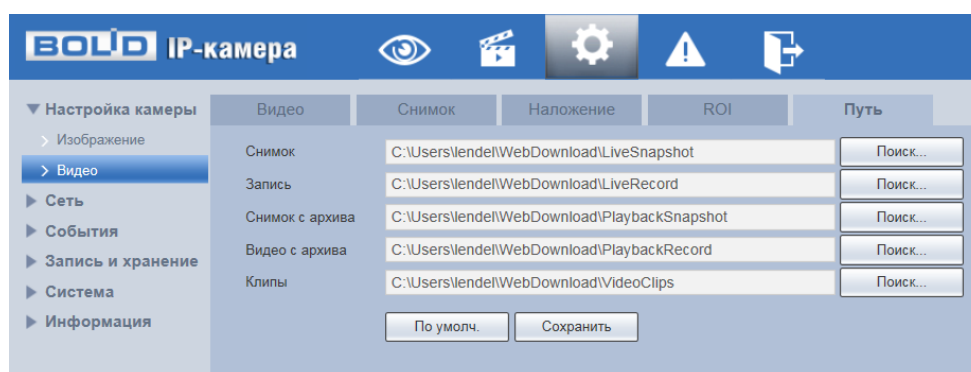 BOLID IP-камера
Настройка камеры
Изображение
Видео
Сеть
События
Запись и хранение
Система
Информация
Видео Снимок Наложение ROI Путь
Снимок C:\Users\lendel\WebDownload\LiveSnapshot Поиск...
Запись C:\Users\lendel\WebDownload\LiveRecord Поиск...
Снимок с архива C:\Users\lendel\WebDownload\PlaybackSnapshot Поиск...
Видео с архива C:\Users\lendel\WebDownload\PlaybackRecord Поиск...
Клипы C:\Users\lendel\WebDownload\VideoClips Поиск...
По умолч. Сохранить